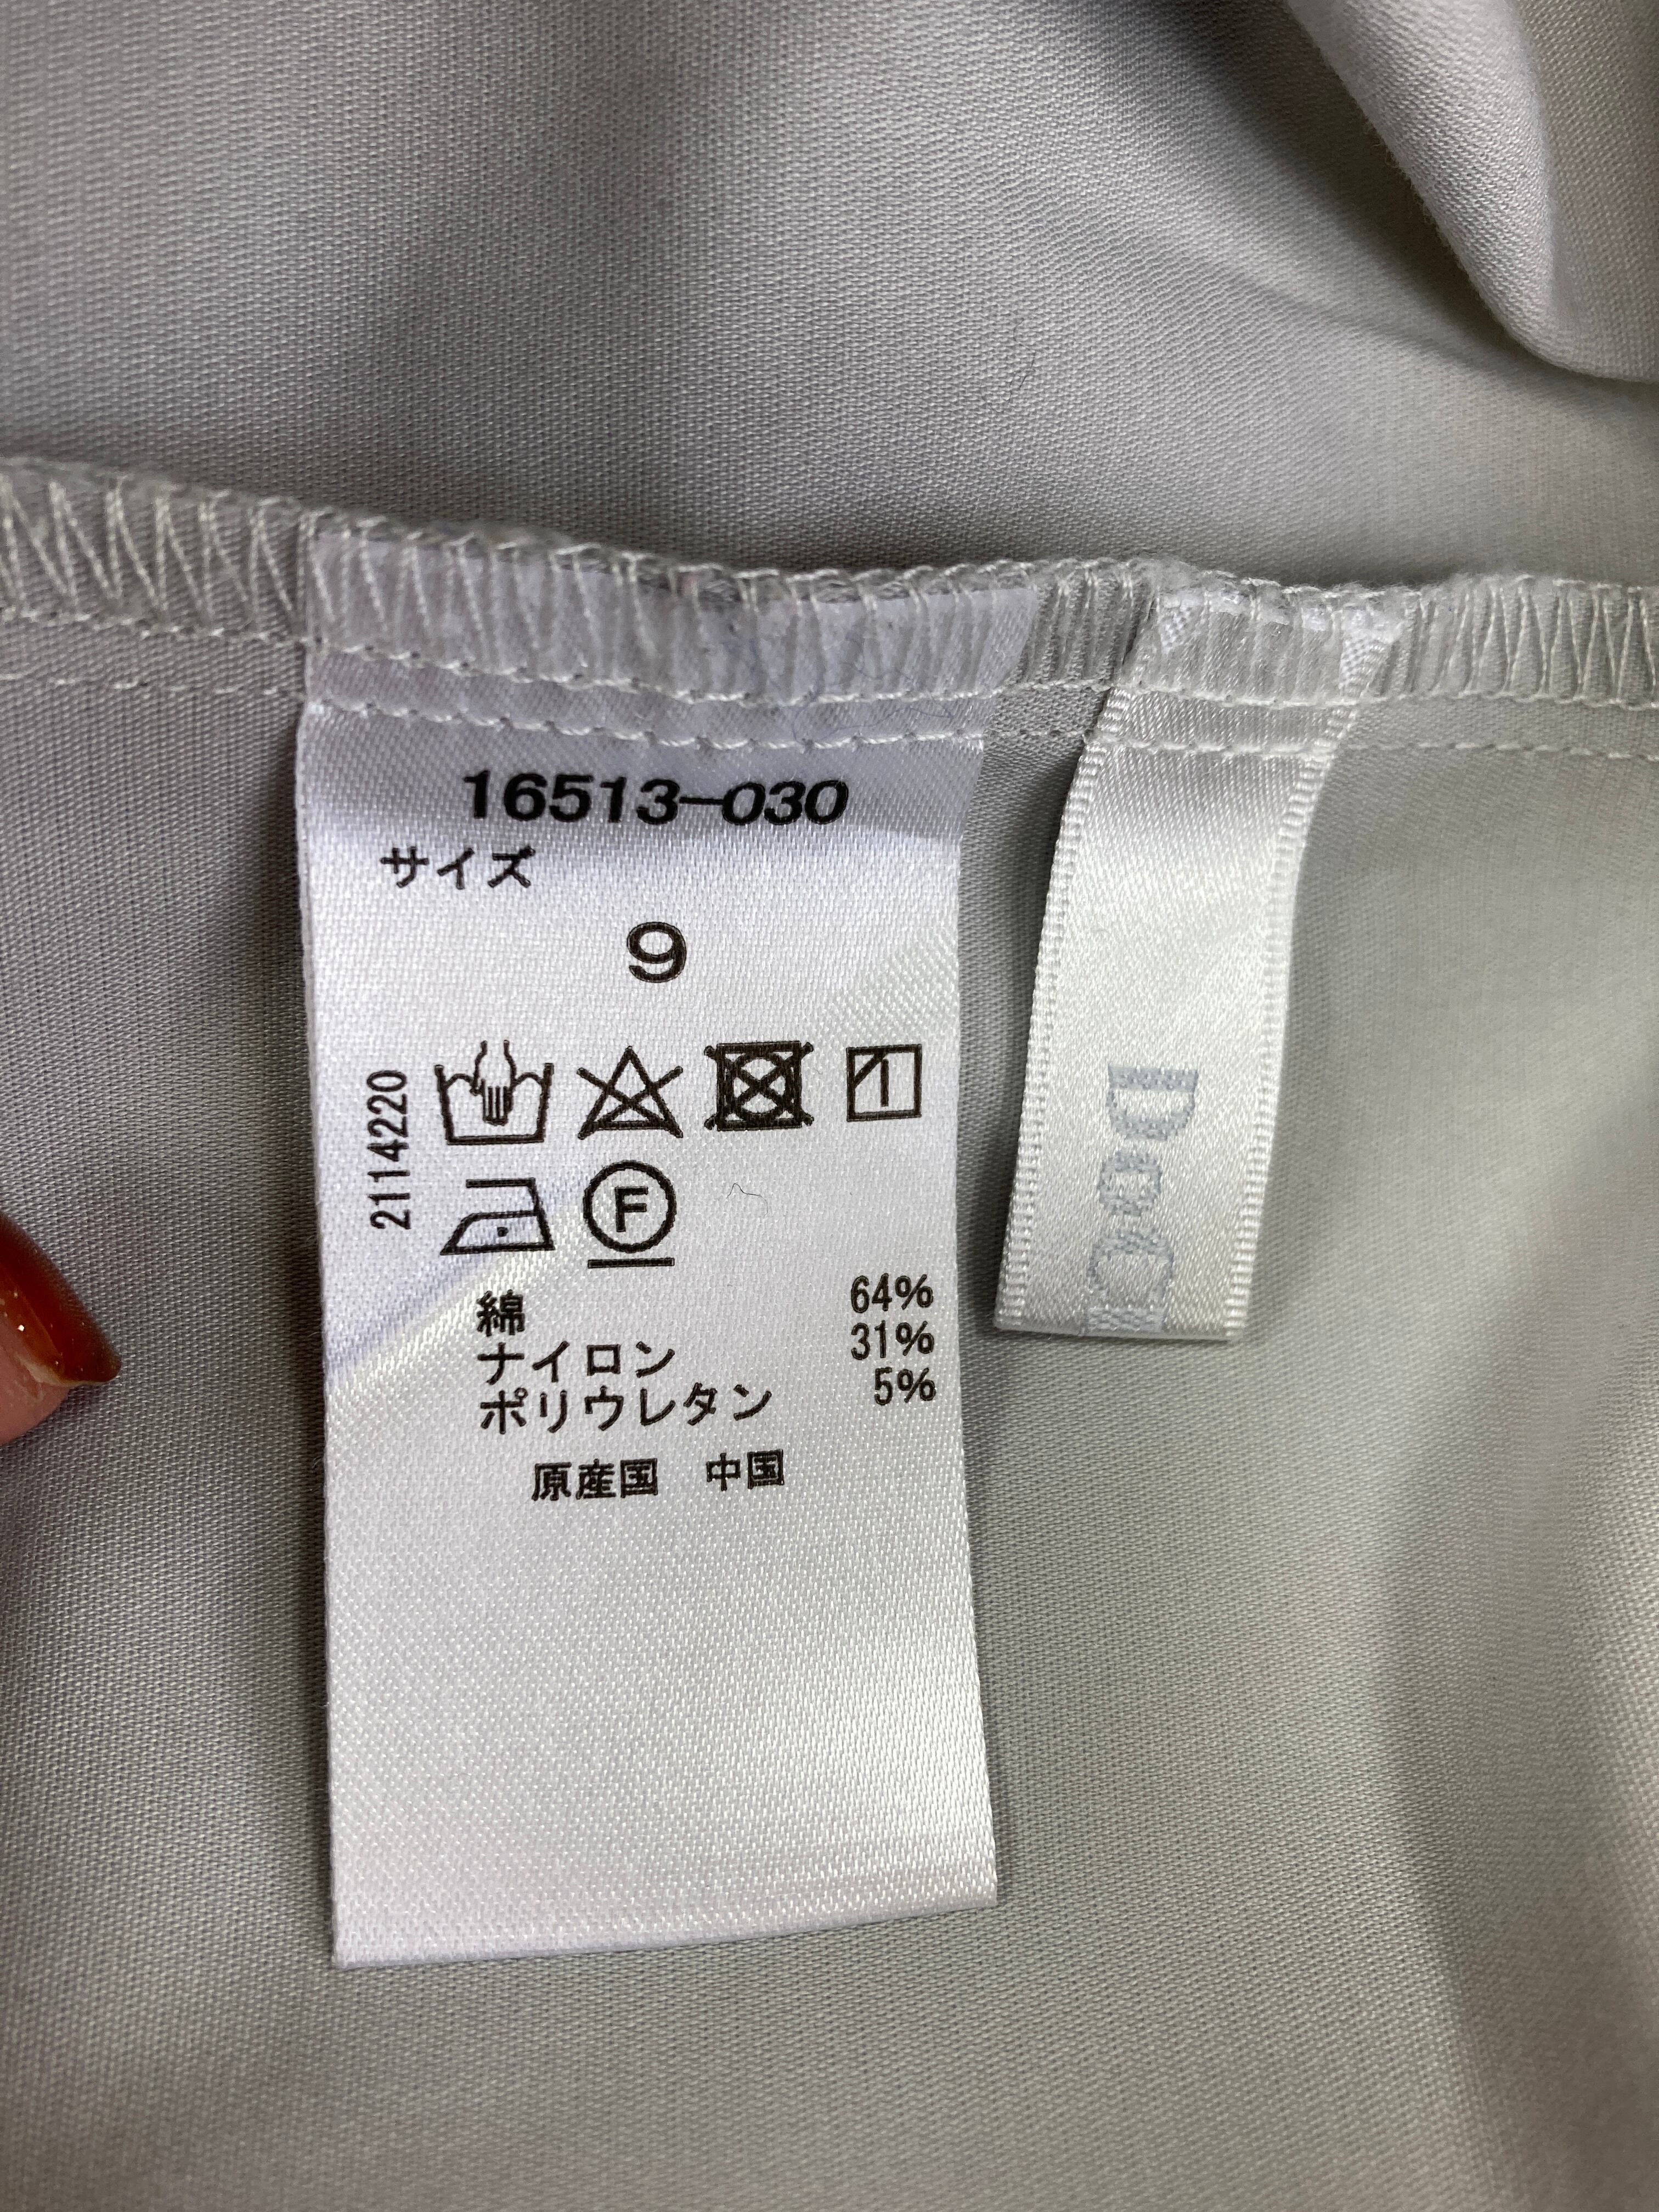 16513-030
サイズ
9
2114220
F
綿 64%
ナイロン 31%
ポリウレタン 5%
原産国 中国